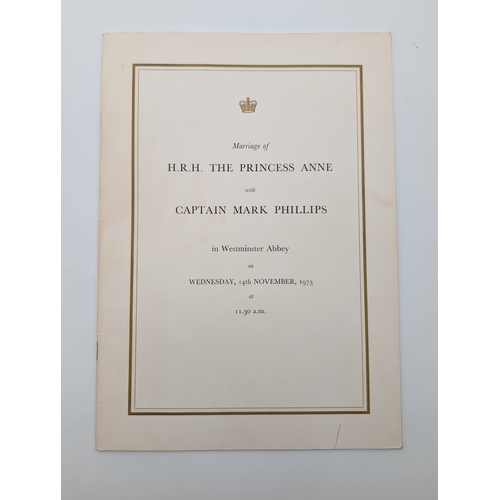 Marriage of
H.R.H. THE PRINCESS ANNE
with
CAPTAIN MARK PHILLIPS
in Westminster Abbey
on
WEDNESDAY, 14th NOVEMBER, 1973
at
11.30 a.m.